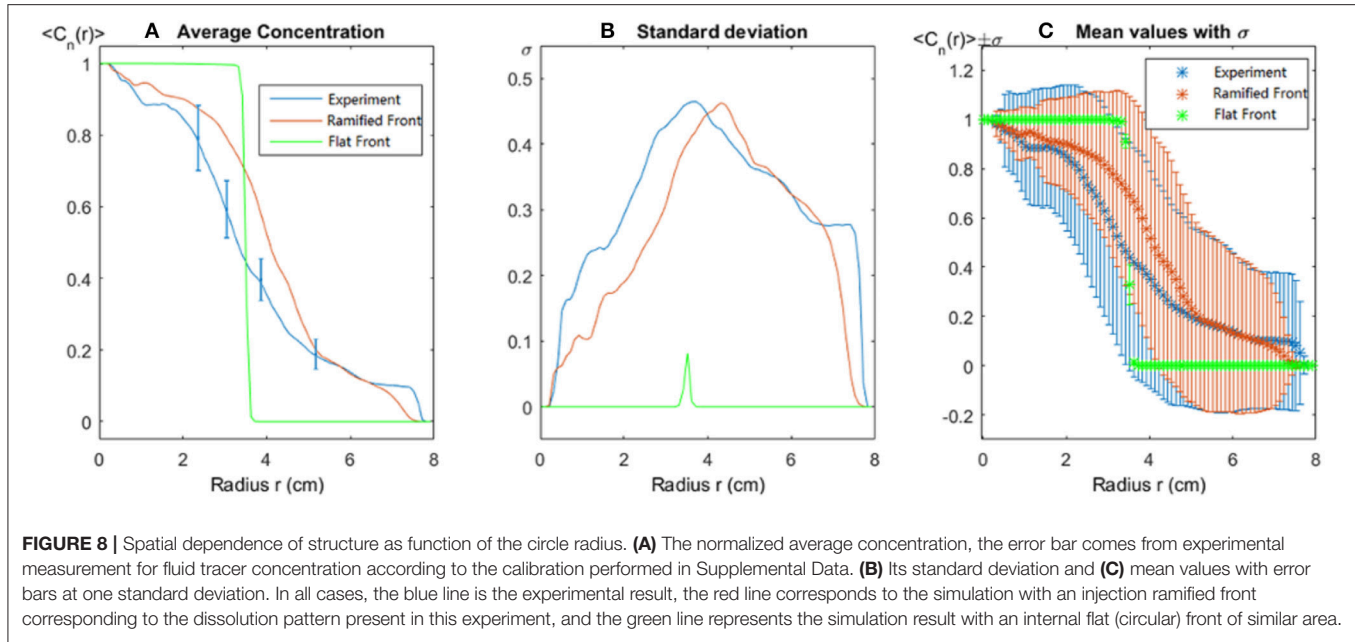 A Average Concentration
<C_n(r)>
1
0.8
0.6
0.4
0.2
0
0 2 4 6 8
Radius r (cm)
Experiment
Ramified Front
Flat Front
B Standard deviation
σ
0.5
0.4
0.3
0.2
0.1
0
0 2 4 6 8
Radius r (cm)
C Mean values with σ
<C_n(r)>±σ
1.2
1
0.8
0.6
0.4
0.2
0
-0.2
0 2 4 6 8
Radius r (cm)
Experiment
Ramified Front
Flat Front
FIGURE 8 | Spatial dependence of structure as function of the circle radius. (A) The normalized average concentration, the error bar comes from experimental
measurement for fluid tracer concentration according to the calibration performed in Supplemental Data. (B) Its standard deviation and (C) mean values with error
bars at one standard deviation. In all cases, the blue line is the experimental result, the red line corresponds to the simulation with an injection ramified front
corresponding to the dissolution pattern present in this experiment, and the green line represents the simulation result with an internal flat (circular) front of similar area.